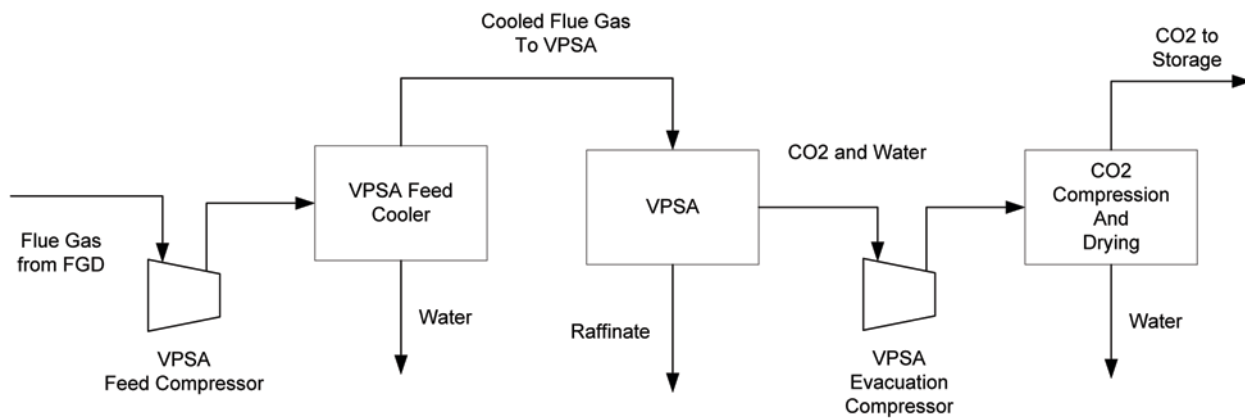 Cooled Flue Gas
To VPSA
CO2 to
Storage
VPSA Feed
Cooler
VPSA
CO2 and Water
CO2
Compression
And
Drying
Flue Gas
from FGD
Water
Raffinate
Water
VPSA
Feed Compressor
VPSA
Evacuation
Compressor